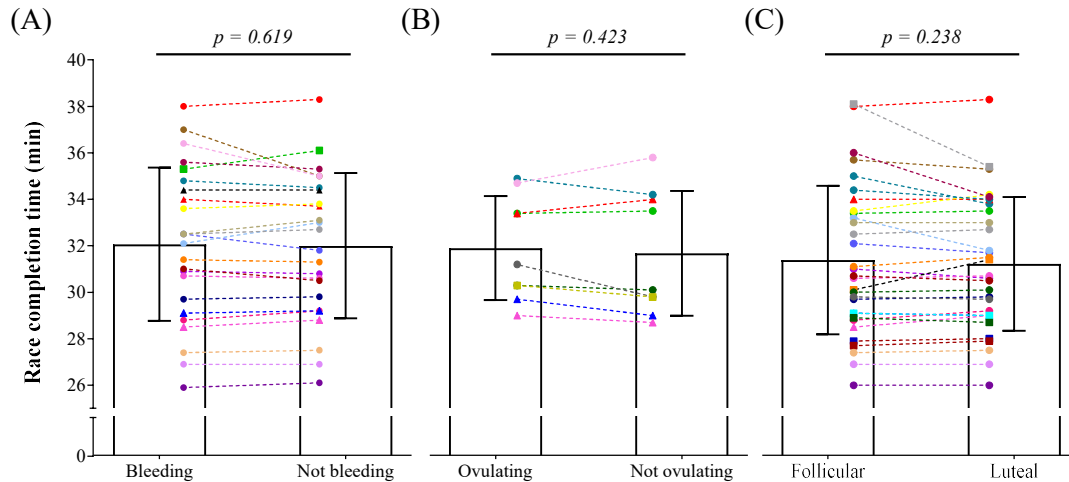 (A)
(B)
(C)
p = 0.619
p = 0.423
p = 0.238
Race completion time (min)
40
38
36
34
32
30
28
26
0
Bleeding
Not bleeding
Ovulating
Not ovulating
Follicular
Luteal